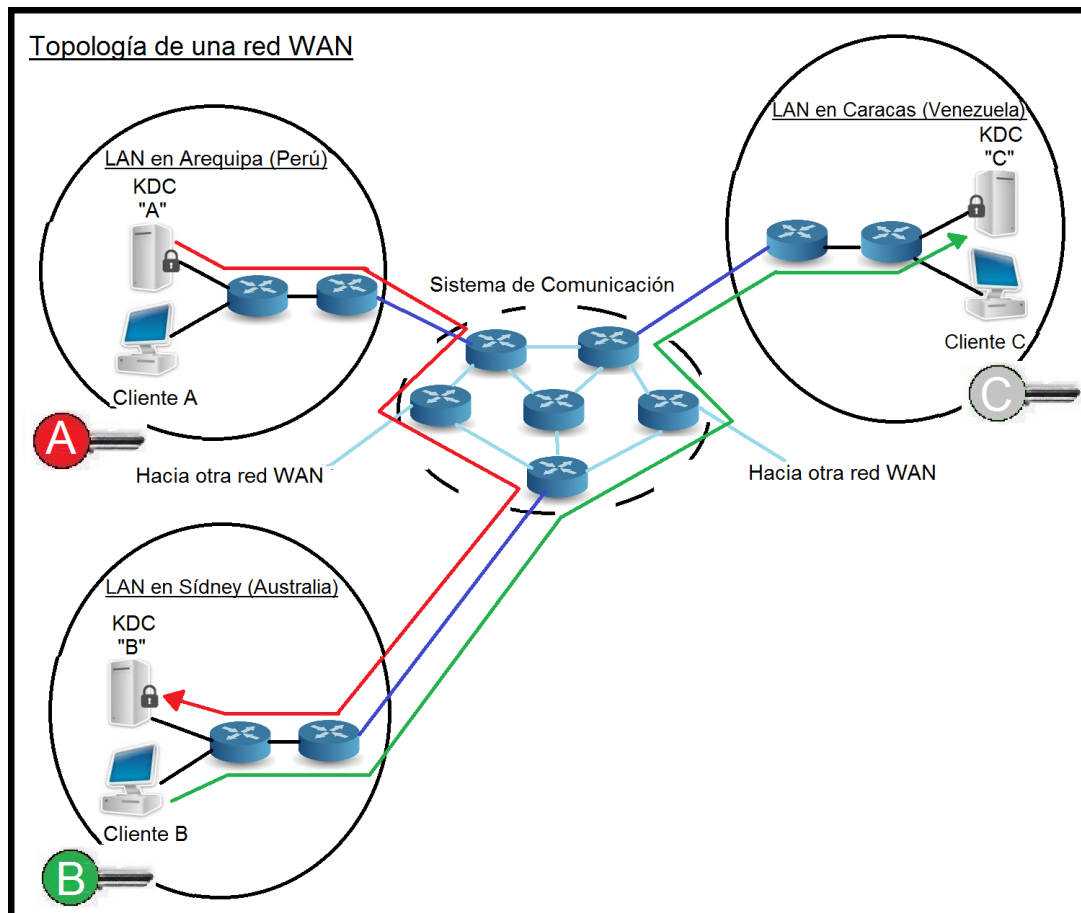 Topología de una red WAN
LAN en Arequipa (Perú)
KDC
"A"
Cliente A
A
LAN en Caracas (Venezuela)
KDC
"C"
Cliente C
C
Sistema de Comunicación
Hacia otra red WAN
Hacia otra red WAN
LAN en Sídney (Australia)
KDC
"B"
Cliente B
B